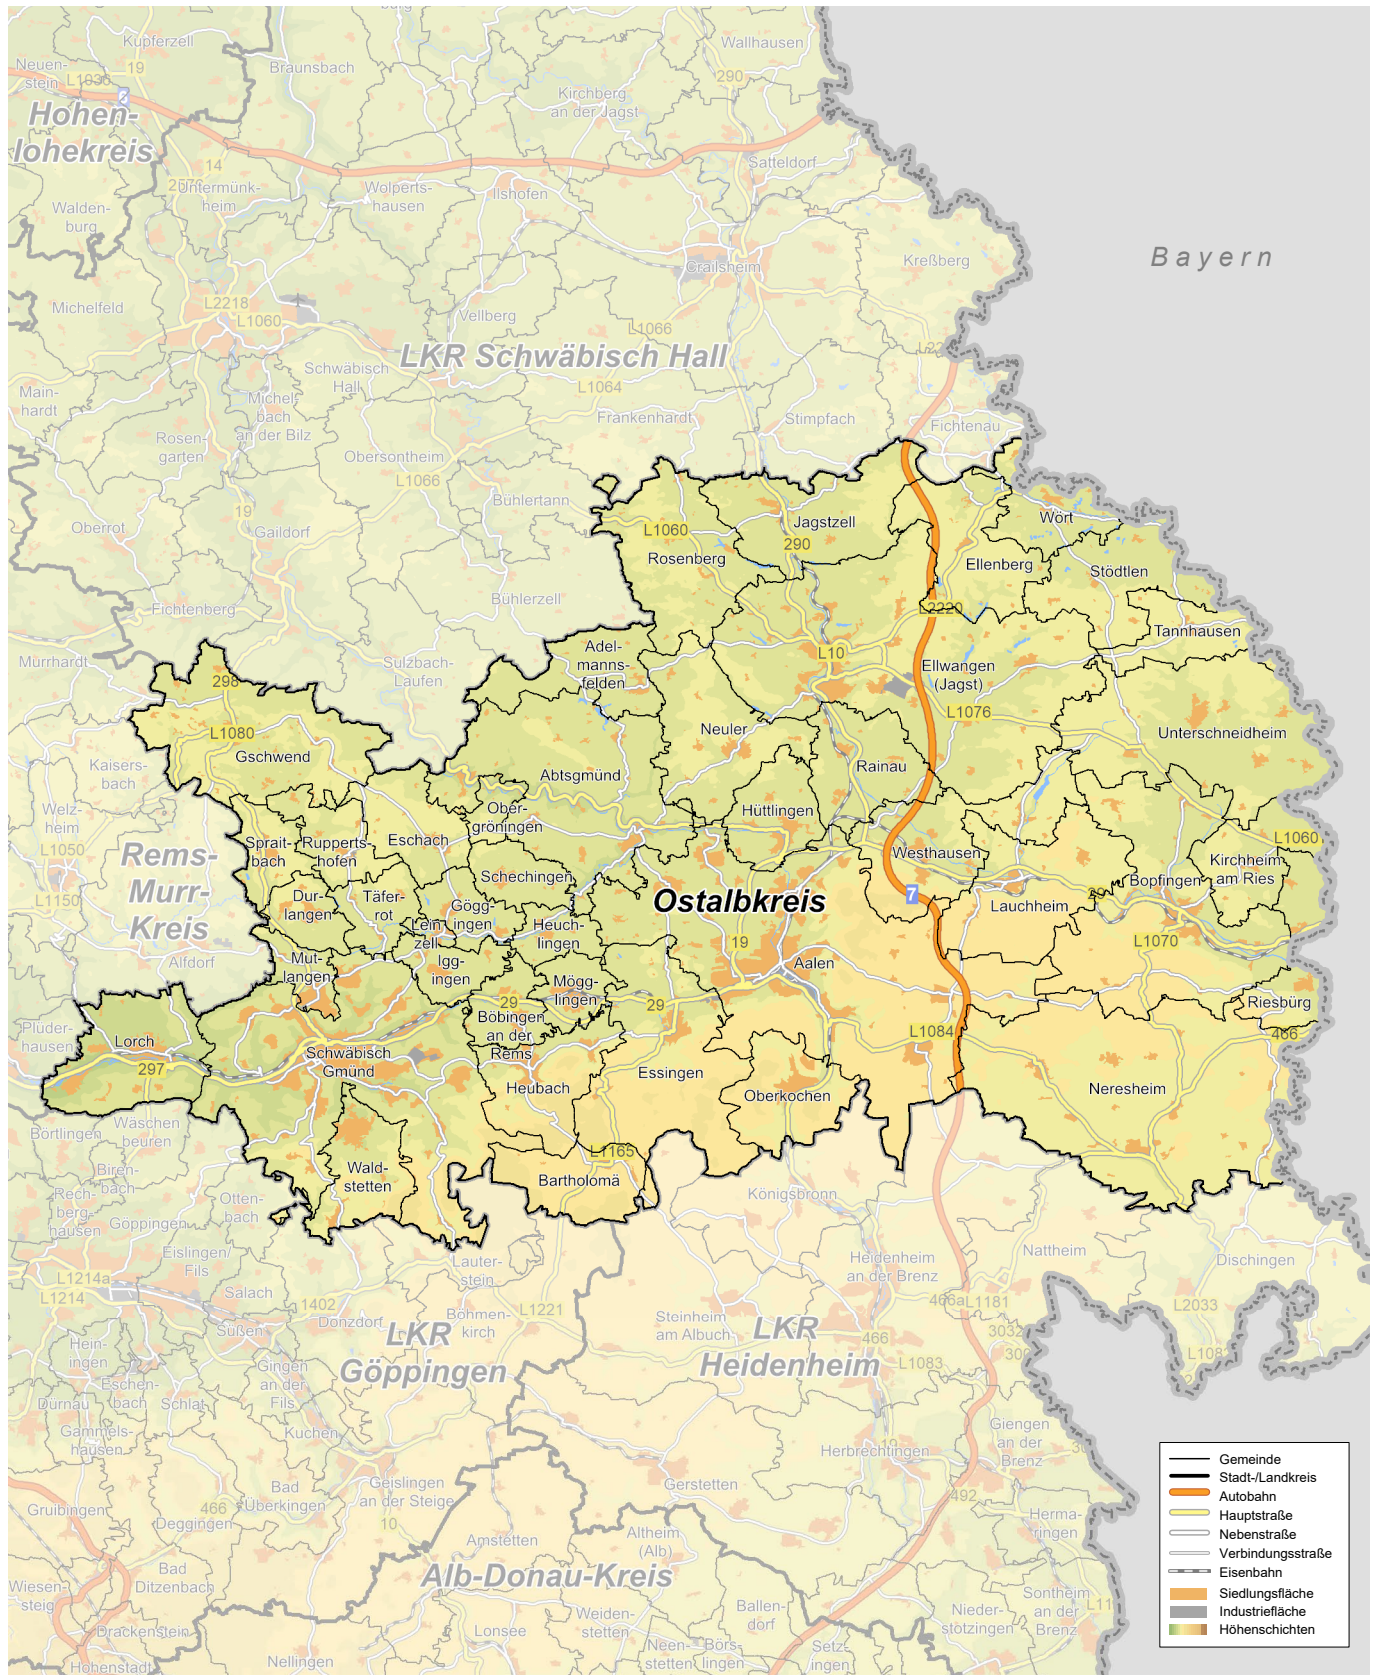 Kupferzell
19
Wallhausen
Neuen-
stein
L1036
Braunsbach
290
Kirchberg
an der Jagst
Hohen-
lohekreis
14
Satteldorf
Untermünk-
heim
Wolperts-
hausen
Ilshofen
Walden-
burg
Bayern
Crailsheim
Kreßberg
Michelfeld
L2218
L1060
Vellberg
L1066
LKR Schwäbisch Hall
Schwäbisch
Hall
Main-
hardt
Michel-
bach
an der Bilz
L1064
Frankenhardt
Stimpfach
Fichtenau
Rosen-
garten
Obersontheim
L1066
Bühlertann
19
Oberrot
Gaildorf
L1060
Jagstzell
Wört
290
Rosenberg
Ellenberg
Stödtlen
Fichtenberg
Bühlerzell
L2220
Tannhausen
Murrhardt
Sulzbach-
Laufen
Adel-
manns-
felden
L10
Ellwangen
(Jagst)
298
L1076
L1080
Neuler
Unterschneidheim
Gschwend
Kaisers-
bach
Abtsgmünd
Rainau
Welz-
heim
Ober-
gröningen
Hüttlingen
L1050
Sprait-
bach
Rupperts-
hofen
Eschach
L1060
Rems-
Murr-
Kreis
Westhausen
Kirchheim
am Ries
Schechingen
Bopfingen
L1150
Dur-
langen
Täfer-
rot
Gögg-
ingen
7
29
Ostalbkreis
Lauchheim
Lein
zell
Heuch-
lingen
19
L1070
Alfdorf
Mut-
langen
Igg-
ingen
Aalen
Mögg-
lingen
29
29
Riesbürg
Böbingen
an der
Rems
Plüder-
hausen
Lorch
L1084
466
Schwäbisch
Gmünd
297
Essingen
Heubach
Oberkochen
Neresheim
Börtlingen
Wäschen
beuren
L1165
Wald-
stetten
Bartholomä
Biren-
bach
Rech-
berg-
hausen
Otten-
bach
Königsbronn
Göppingen
Eislingen/
Fils
Heidenheim
an der Brenz
Nattheim
Dischingen
Lauter-
stein
L1214a
L1214
Salach
1402
Donzdorf
Böhmen-
kirch
L1221
Steinheim
am Albuch
466a
L1181
L2033
Süßen
LKR
Göppingen
LKR
Heidenheim
466
3032
Hein-
ingen
L1083
Gingen
an der
Fils
Eschen-
bach
Schlat
Dürnau
Gammels-
hausen
Kuchen
Giengen
an der
Brenz
19
Herbrechtingen
Geislingen
an der Steige
Gerstetten
Bad
Überkingen
492
Gruibingen
466
Deggingen
10
Herma-
ringen
Amstetten
Altheim
(Alb)
Bad
Ditzenbach
Alb-Donau-Kreis
Wiesen-
steig
Weiden-
stetten
Ballen-
dorf
Nieder-
stotzingen
Sontheim
an der
Brenz
Drackenstein
Lonsee
Hohenstadt
Nellingen
Neen-
stetten
Börs-
lingen
Setz-
ingen
Gemeinde
Stadt-/Landkreis
Autobahn
Hauptstraße
Nebenstraße
Verbindungsstraße
Eisenbahn
Siedlungsfläche
Industriefläche
Höhenschichten